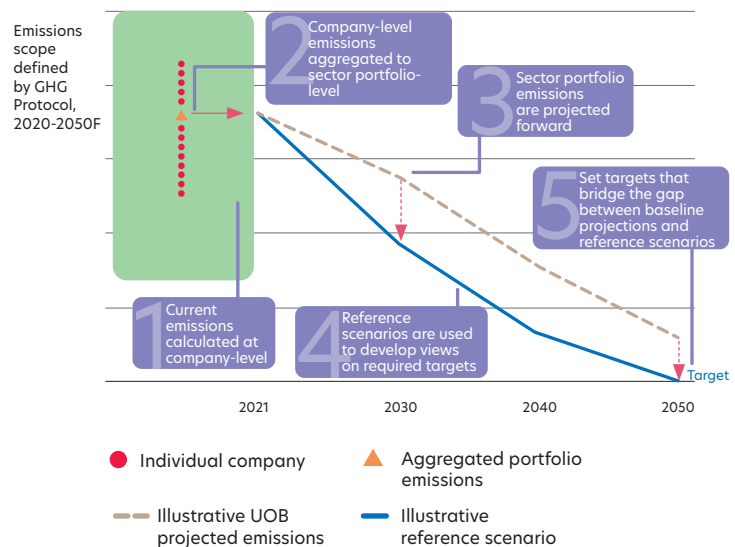 Emissions
scope
defined
by GHG
Protocol,
2020-2050F
2
Company-level
emissions
aggregated to
sector portfolio-
level
3
Sector portfolio
emissions
are projected
forward
5
Set targets that
bridge the gap
between baseline
projections and
reference scenarios
1
Current
emissions
calculated at
company-level
4
Reference
scenarios are used
to develop views
on required targets
Target
2021
2030
2040
2050
Individual company
Aggregated portfolio
emissions
Illustrative UOB
projected emissions
Illustrative
reference scenario